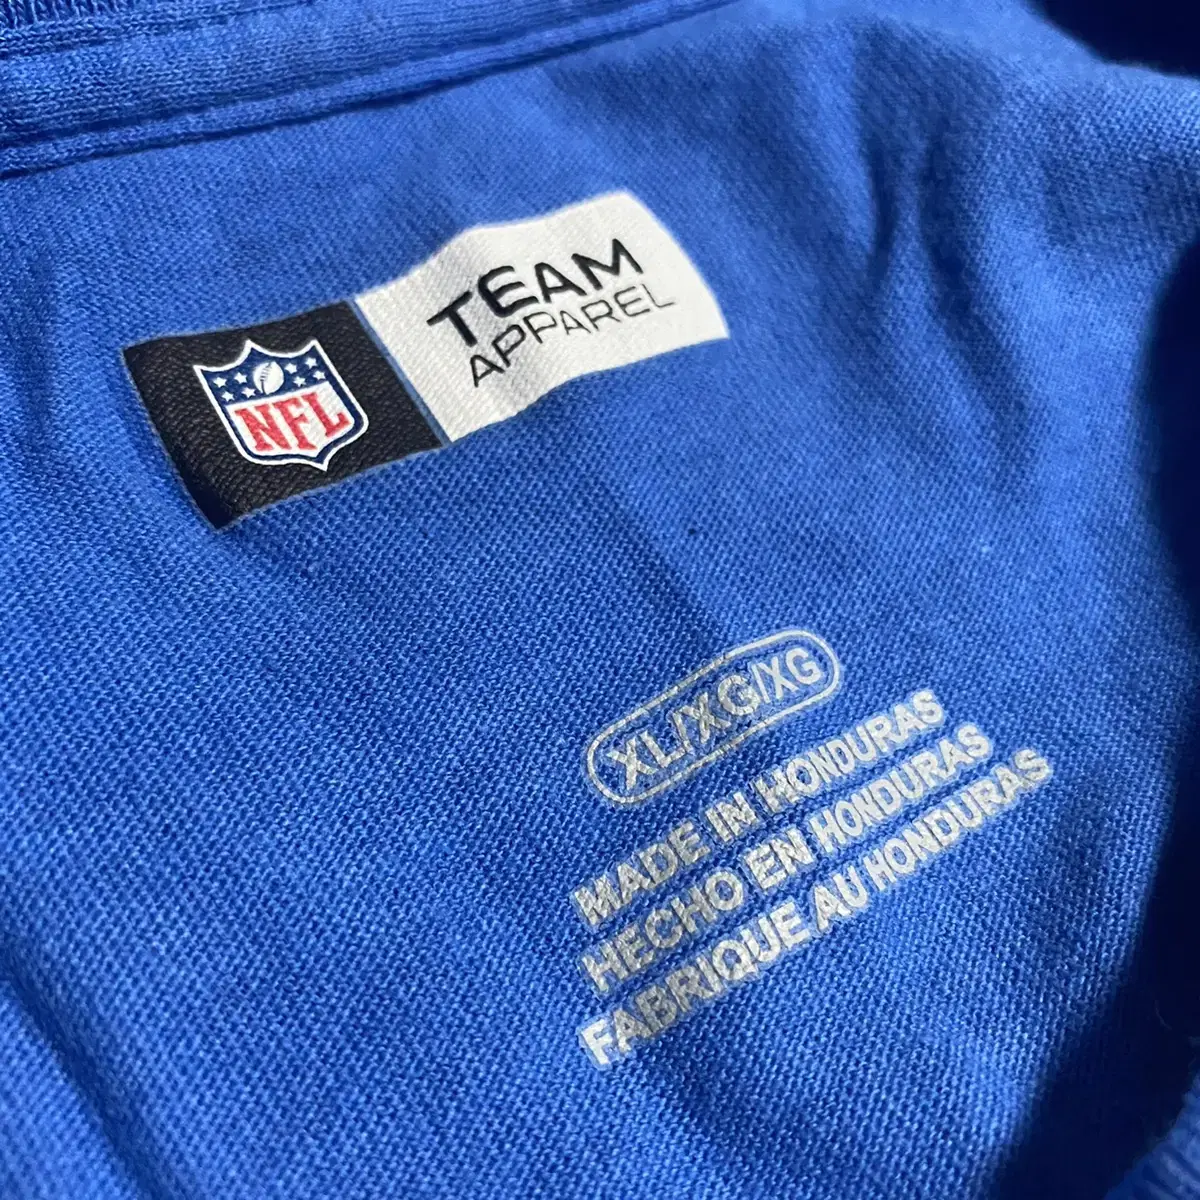 NFL
TEAM
APPAREL
XL/XG/XG
MADE IN HONDURAS
HECHO EN HONDURAS
FABRIQUE AU HONDURAS